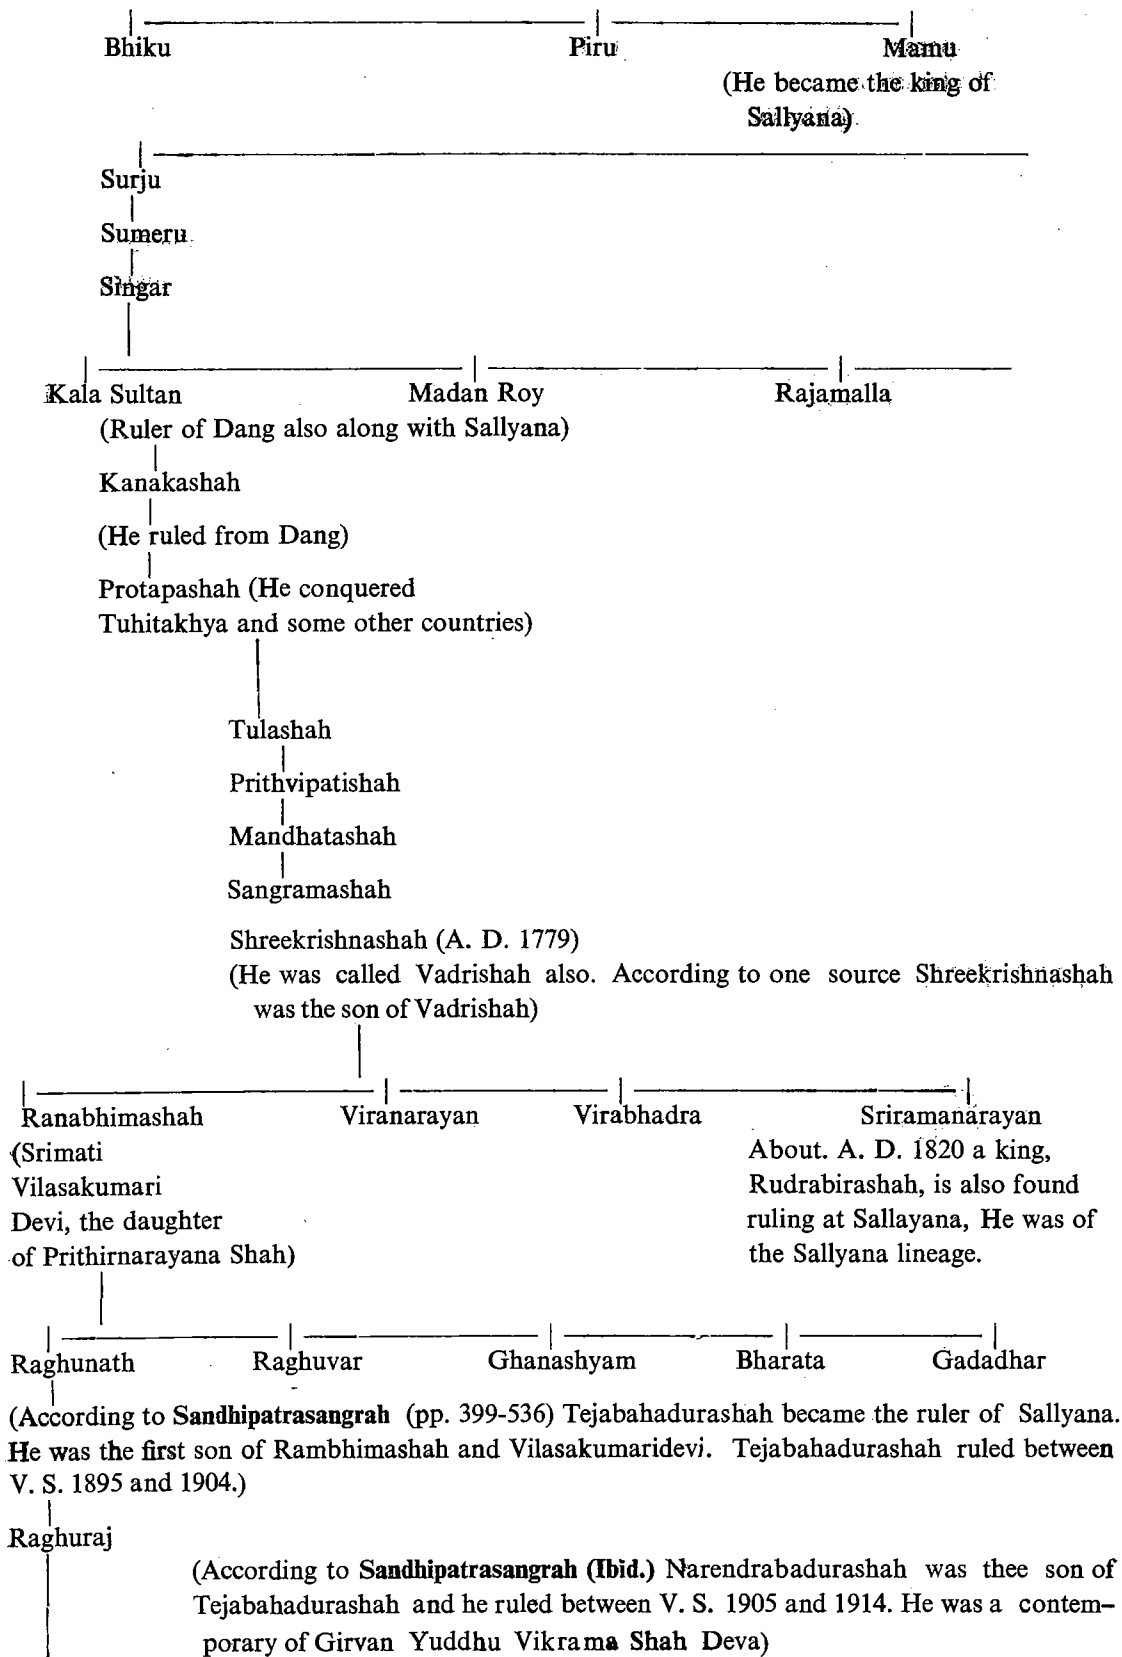 Bhiku Piru Mamu
(He became the king of
Sallyana)
Surju
Sumeru
Singar
Kala Sultan Madan Roy Rajamalla
(Ruler of Dang also along with Sallyana)
Kanakashah
(He ruled from Dang)
Protapashah (He conquered
Tuhitakhya and some other countries)
Tulashah
Prithvipatishah
Mandhatashah
Sangramashah
Shreekrishnashah (A. D. 1779)
(He was called Vadrishah also. According to one source Shreekrishnashah
was the son of Vadrishah)
Ranabhimashah Viranarayan Virabhadra Sriramanarayan
(Srimati
Vilasakumari
Devi, the daughter
of Prithirnarayana Shah)
About. A. D. 1820 a king,
Rudrabirashah, is also found
ruling at Sallayana, He was of
the Sallyana lineage.
Raghunath Raghuvar Ghanashyam Bharata Gadadhar
(According to Sandhipatrasangrah (pp. 399-536) Tejabahadurashah became the ruler of Sallyana.
He was the first son of Rambhimashah and Vilasakumaridevi. Tejabahadurashah ruled between
V. S. 1895 and 1904.)
Raghuraj
(According to Sandhipatrasangrah (Ibid.) Narendrabadurashah was thee son of
Tejabahadurashah and he ruled between V. S. 1905 and 1914. He was a contem-
porary of Girvan Yuddhu Vikrama Shah Deva)